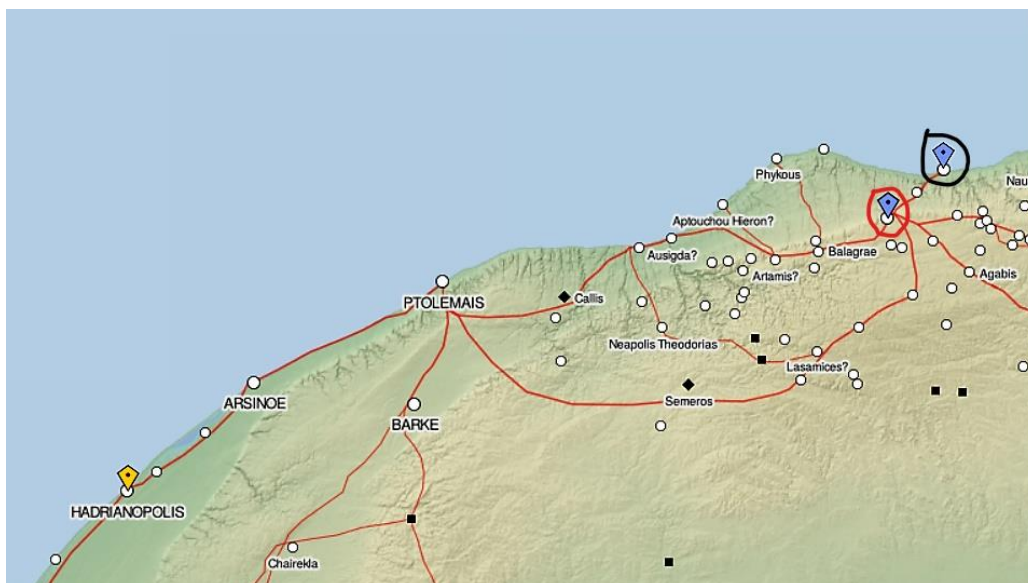 Phykous
Nau
Aptouchou Hieron?
Ausigda?
Balagrae
Artamis?
Agabis
PTOLEMAIS
Callis
Neapolis Theodorias
Lasamices?
ARSINOE
Semeros
BARKE
HADRIANOPOLIS
Chairekla